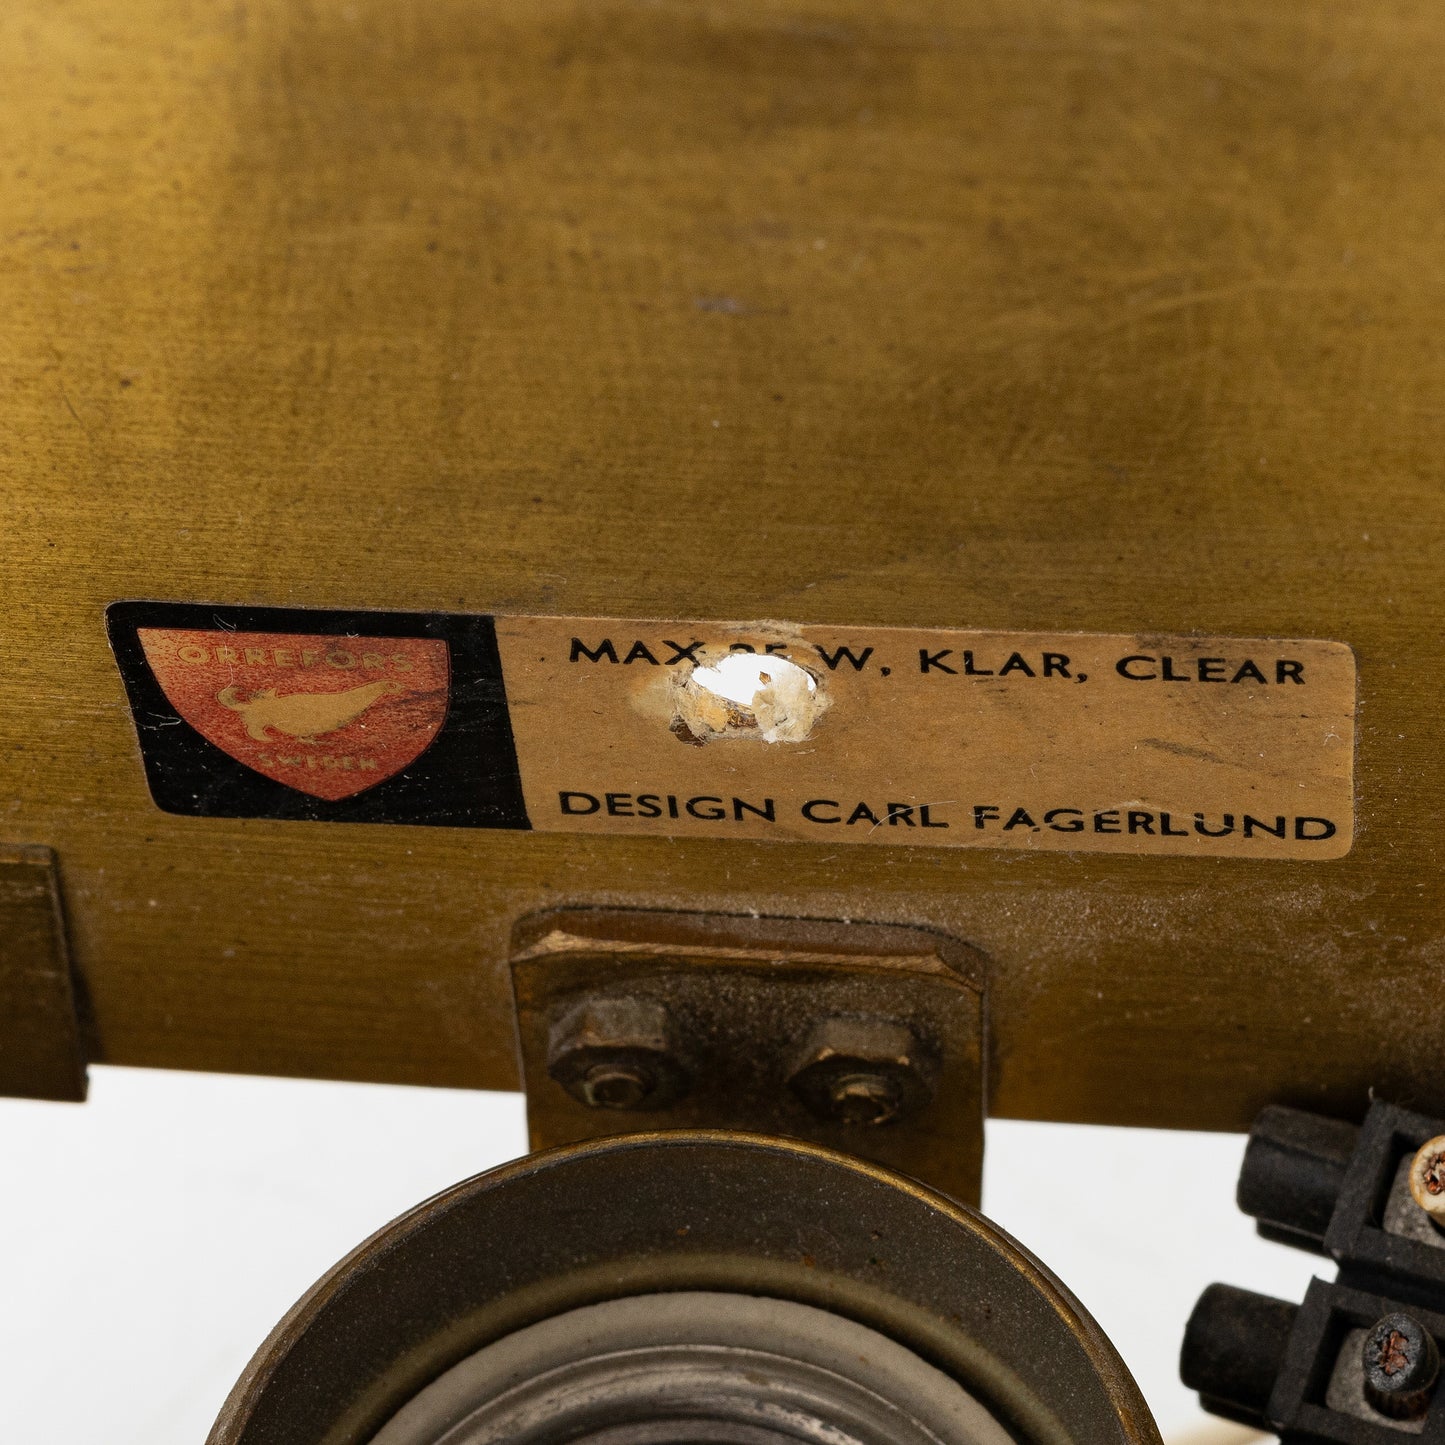 ORREFORS
SWEDEN
MAX W, KLAR, CLEAR
DESIGN CARL FAGERLUND